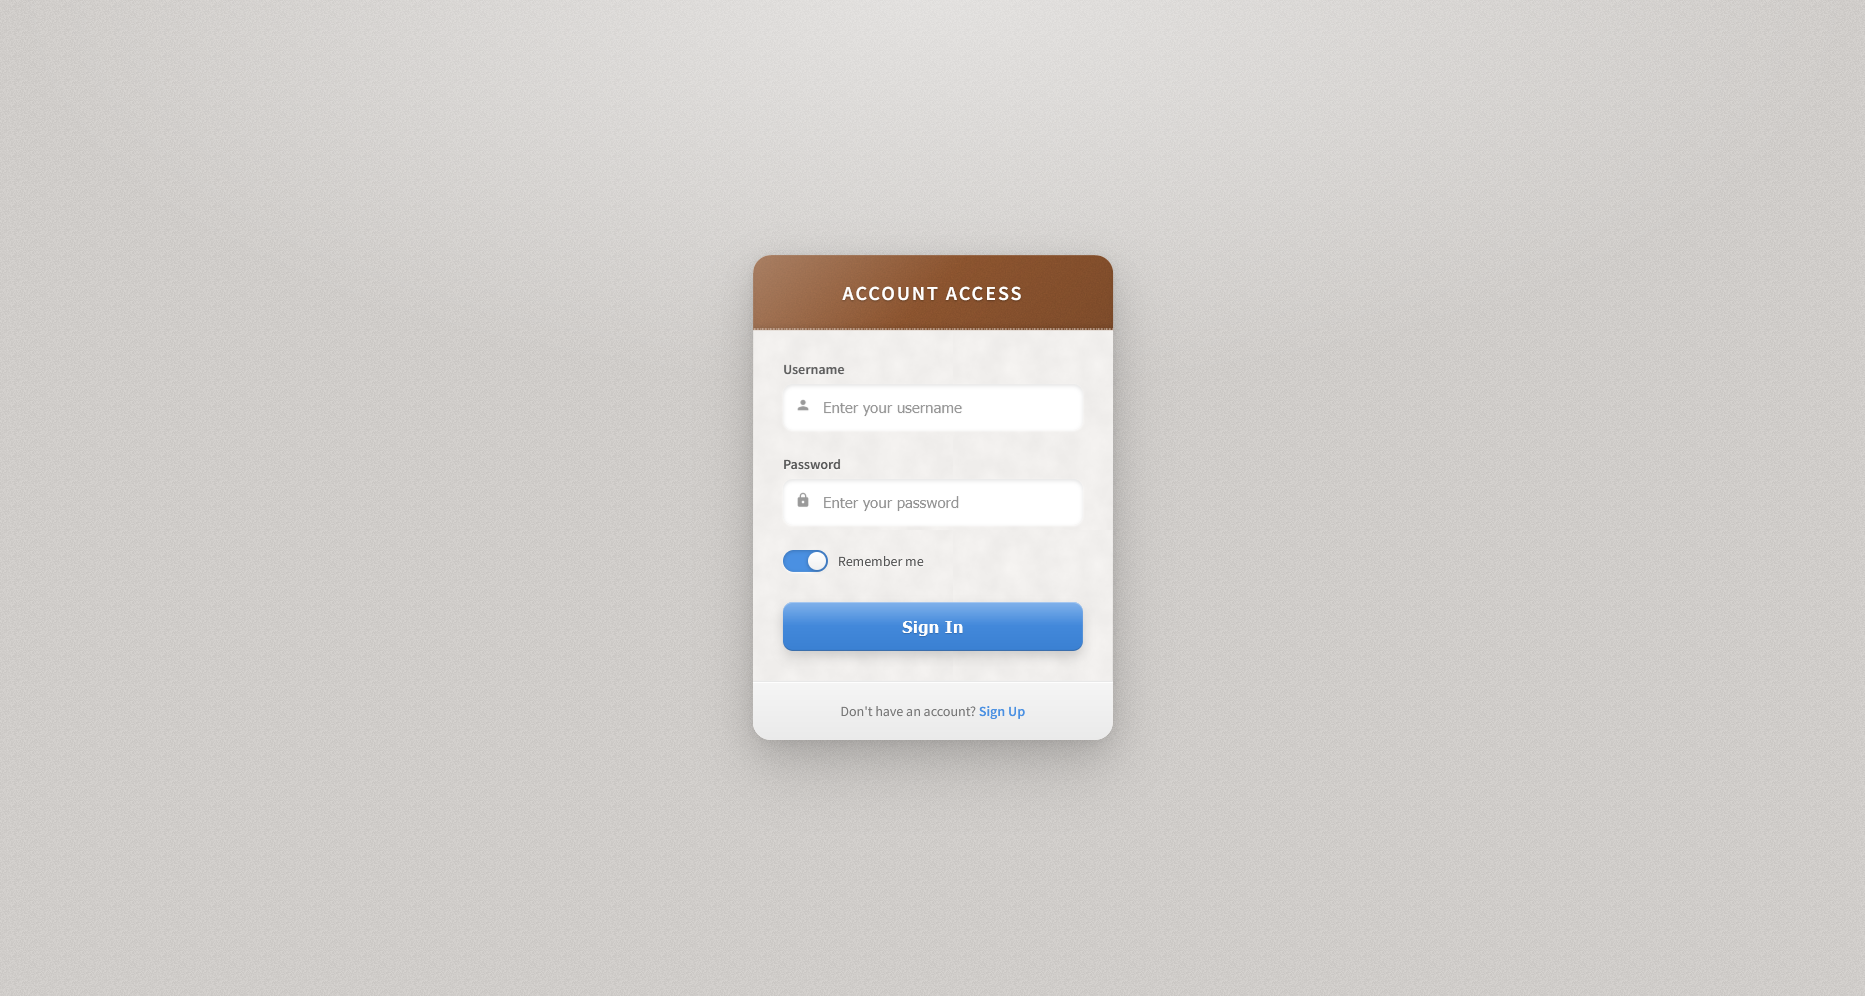 ACCOUNT ACCESS
Username
Enter your username
Password
Enter your password
Remember me
Sign In
Don't have an account? Sign Up